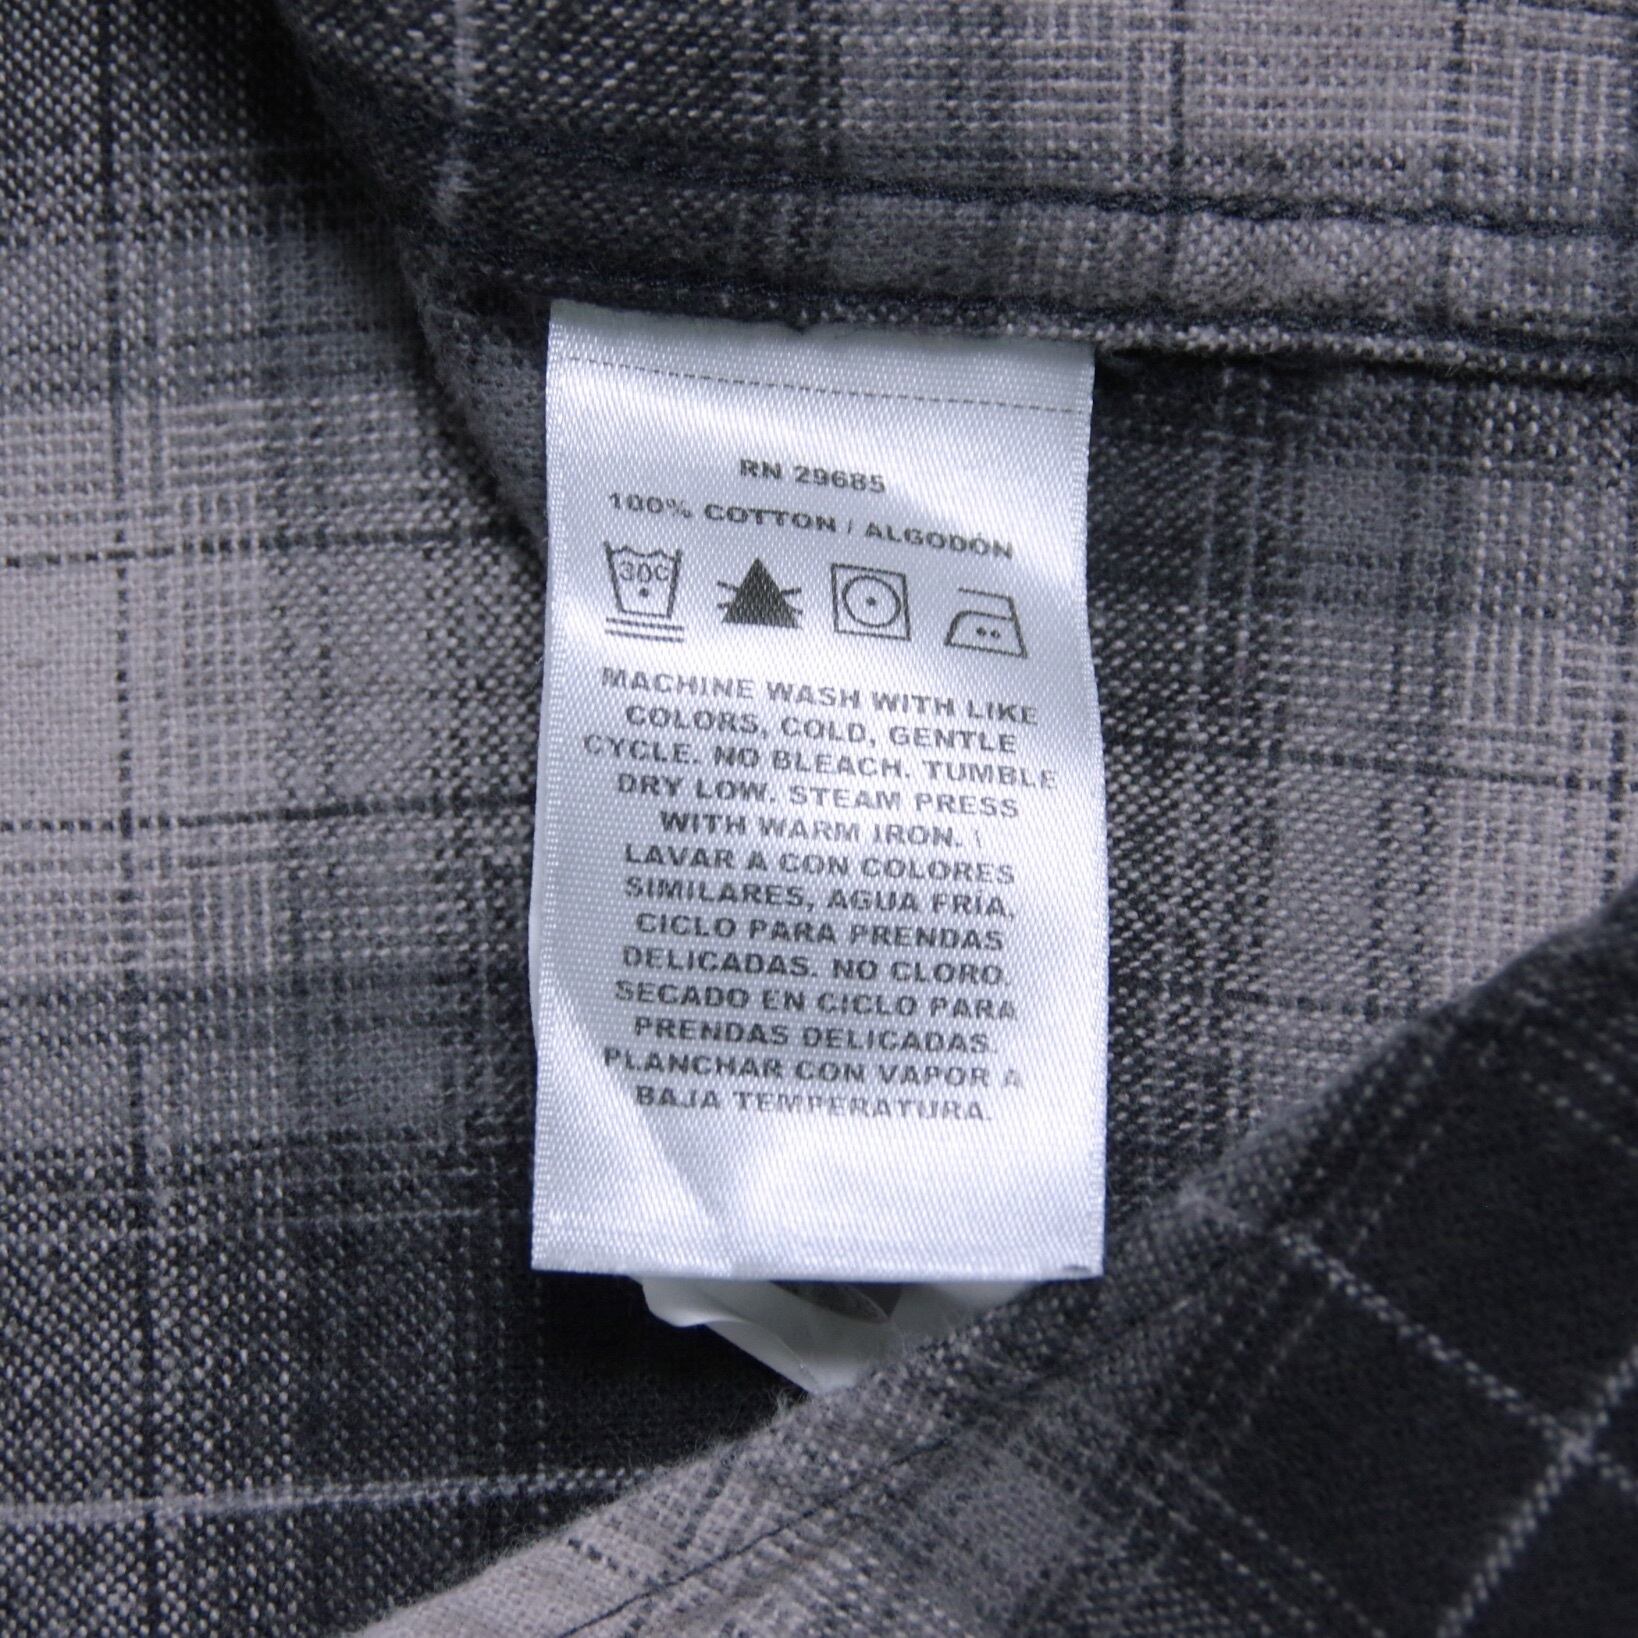 RN 29685
100% COTTON / ALGODÓN
30C
MACHINE WASH WITH LIKE
COLORS, COLD, GENTLE
CYCLE. NO BLEACH. TUMBLE
DRY LOW. STEAM PRESS
WITH WARM IRON. \
LAVAR A CON COLORES
SIMILARES, AGUA FRÍA,
CICLO PARA PRENDAS
DELICADAS. NO CLORO.
SECADO EN CICLO PARA
PRENDAS DELICADAS.
PLANCHAR CON VAPOR A
BAJA TEMPERATURA.